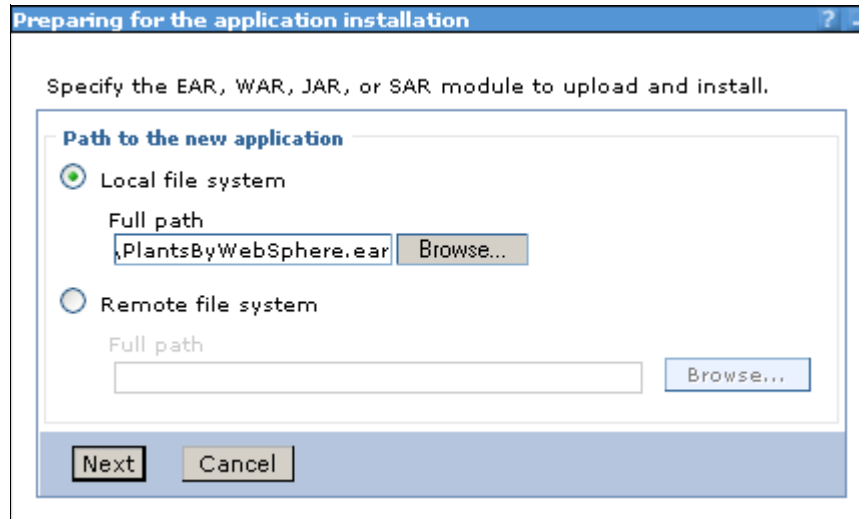 Preparing for the application installation ? -
Specify the EAR, WAR, JAR, or SAR module to upload and install.
Path to the new application
Local file system
Full path
\PlantsByWebSphere.ear Browse...
Remote file system
Full path
Browse...
Next Cancel